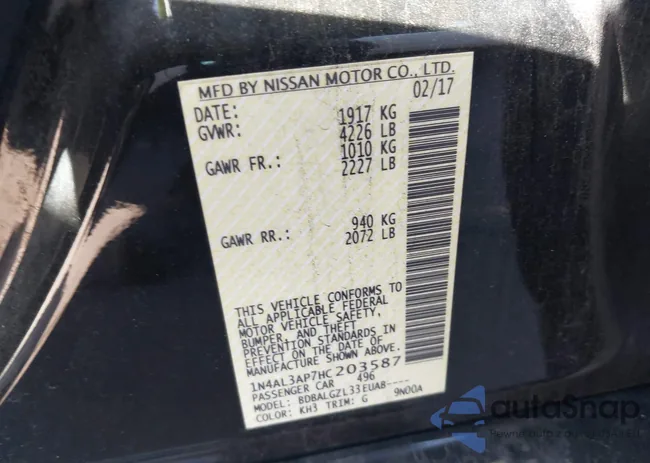 MFD BY NISSAN MOTOR CO., LTD.
DATE: 02/17
GVWR: 1917 KG
4226 LB
GAWR FR.: 1010 KG
2227 LB
GAWR RR.: 940 KG
2072 LB
THIS VEHICLE CONFORMS TO
ALL APPLICABLE FEDERAL
MOTOR VEHICLE SAFETY,
BUMPER, AND THEFT
PREVENTION STANDARDS IN
EFFECT ON THE DATE OF
MANUFACTURE SHOWN ABOVE.
1N4AL3AP7HC203587
PASSENGER CAR 496
MODEL: BDBALGZL33EUAB----
COLOR: KH3 TRIM: G 9N00A
autoSnap